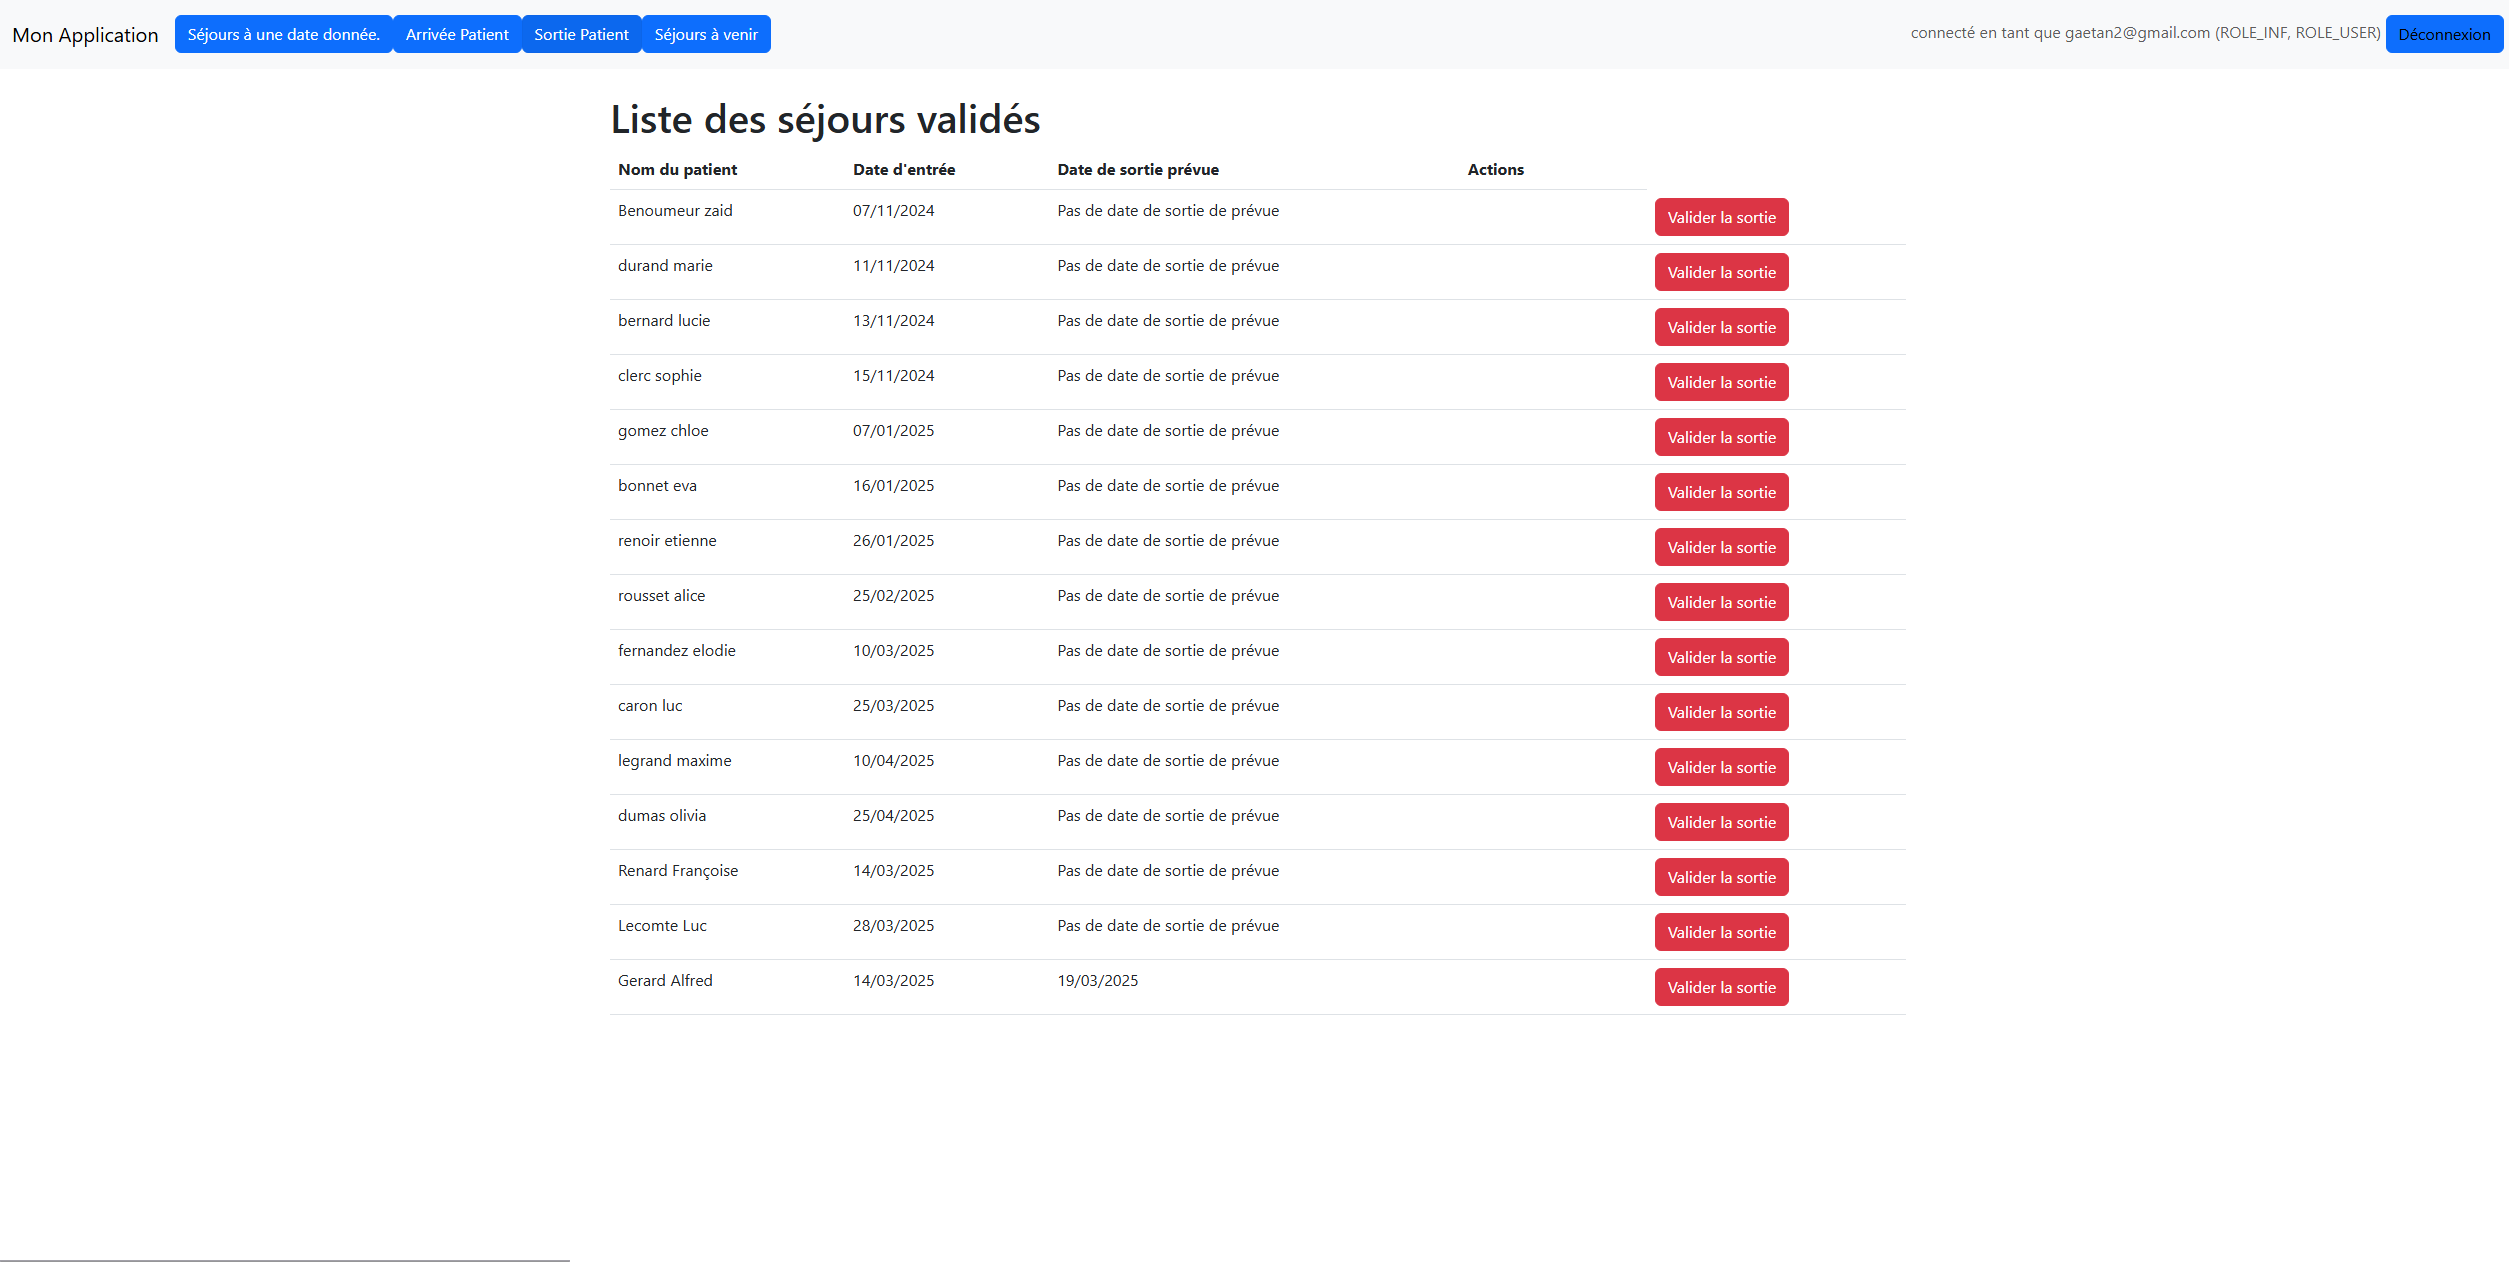 Mon Application Séjours à une date donnée. Arrivée Patient Sortie Patient Séjours à venir connecté en tant que gaetan2@gmail.com (ROLE_INF, ROLE_USER) Déconnexion
Liste des séjours validés
Nom du patient Date d'entrée Date de sortie prévue Actions
Benoumeur zaid 07/11/2024 Pas de date de sortie de prévue Valider la sortie
durand marie 11/11/2024 Pas de date de sortie de prévue Valider la sortie
bernard lucie 13/11/2024 Pas de date de sortie de prévue Valider la sortie
clerc sophie 15/11/2024 Pas de date de sortie de prévue Valider la sortie
gomez chloe 07/01/2025 Pas de date de sortie de prévue Valider la sortie
bonnet eva 16/01/2025 Pas de date de sortie de prévue Valider la sortie
renoir etienne 26/01/2025 Pas de date de sortie de prévue Valider la sortie
rousset alice 25/02/2025 Pas de date de sortie de prévue Valider la sortie
fernandez elodie 10/03/2025 Pas de date de sortie de prévue Valider la sortie
caron luc 25/03/2025 Pas de date de sortie de prévue Valider la sortie
legrand maxime 10/04/2025 Pas de date de sortie de prévue Valider la sortie
dumas olivia 25/04/2025 Pas de date de sortie de prévue Valider la sortie
Renard Françoise 14/03/2025 Pas de date de sortie de prévue Valider la sortie
Lecomte Luc 28/03/2025 Pas de date de sortie de prévue Valider la sortie
Gerard Alfred 14/03/2025 19/03/2025 Valider la sortie